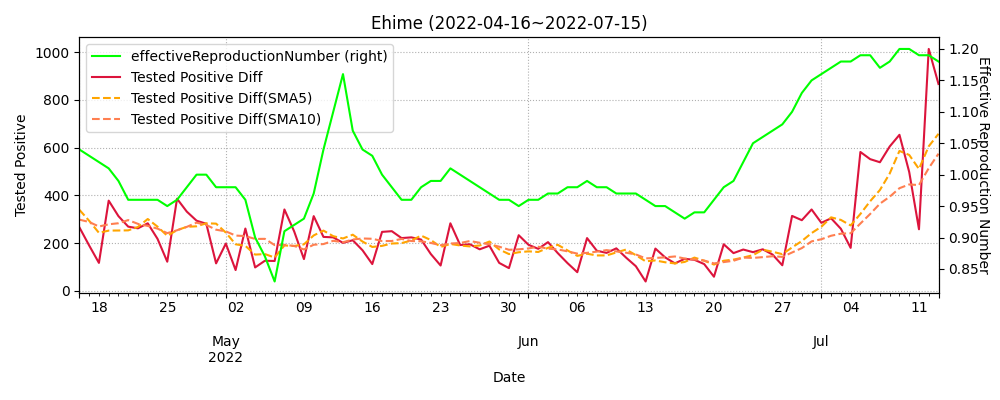 Ehime (2022-04-16~2022-07-15)
effectiveReproductionNumber (right)
Tested Positive Diff
Tested Positive Diff(SMA5)
Tested Positive Diff(SMA10)
Tested Positive
1000
800
600
400
200
0
1.20
1.15
1.10
1.05
1.00
0.95
0.90
0.85
Effective Reproduction Number
18 25 02 09 16 23 30 06 13 20 27 04 11
May Jun Jul
2022
Date